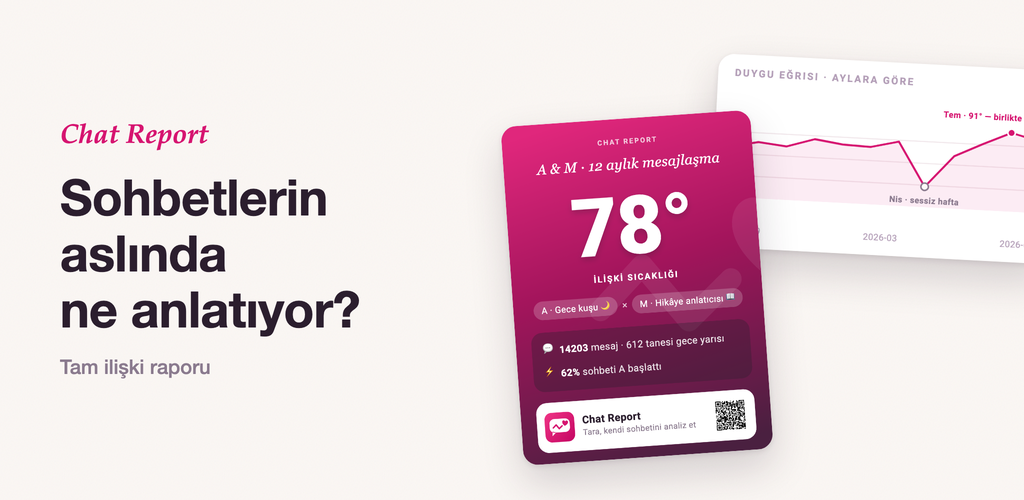 Chat Report
Sohbetlerin
aslında
ne anlatıyor?
Tam ilişki raporu
CHAT REPORT
A & M · 12 aylık mesajlaşma
78°
İLİŞKİ SICAKLIĞI
A · Gece kuşu 🌙 × M · Hikâye anlatıcısı 📖
💬 14203 mesaj · 612 tanesi gece yarısı
⚡ 62% sohbeti A başlattı
Chat Report
Tara, kendi sohbetini analiz et
DUYGU EĞRISI · AYLARA GÖRE
Tem · 91° — birlikte
Nis · sessiz hafta
2026-03
2026-